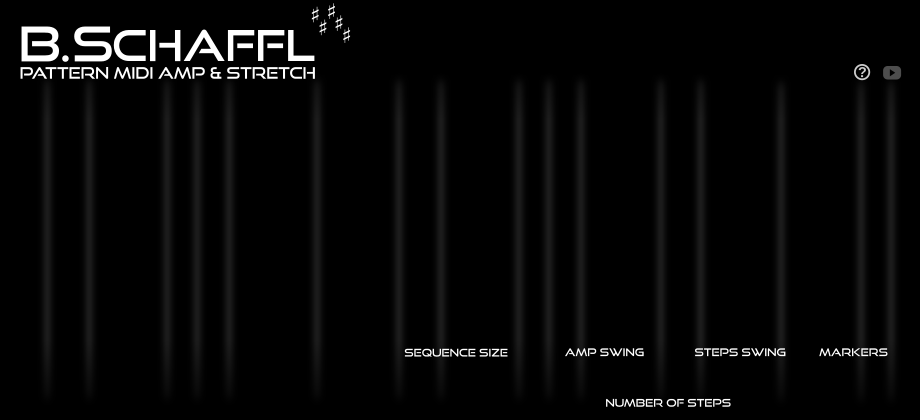 B.SCHAFFL
PATTERN MIDI AMP & STRETCH
SEQUENCE SIZE
AMP SWING
STEPS SWING
MARKERS
NUMBER OF STEPS